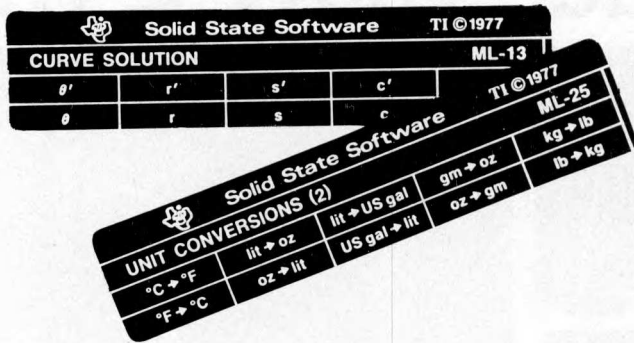 Solid State Software TI ©1977
CURVE SOLUTION ML-13
θ' r' s' c'
θ r s c
Solid State Software TI ©1977
UNIT CONVERSIONS (2) ML-25
°C→°F lit→oz lit→US gal gm→oz kg→lb
°F→°C oz→lit US gal→lit oz→gm lb→kg